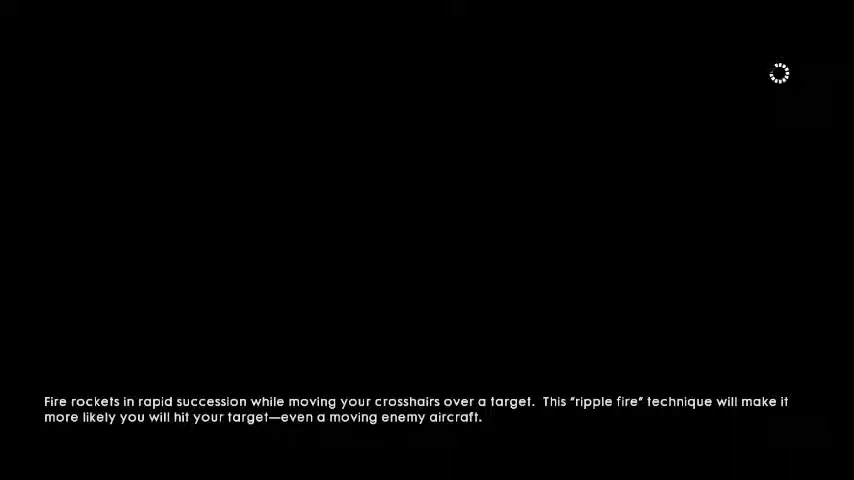 Fire rockets in rapid succession while moving your crosshairs over a target.  This "ripple fire" technique will make it
more likely you will hit your target—even a moving enemy aircraft.